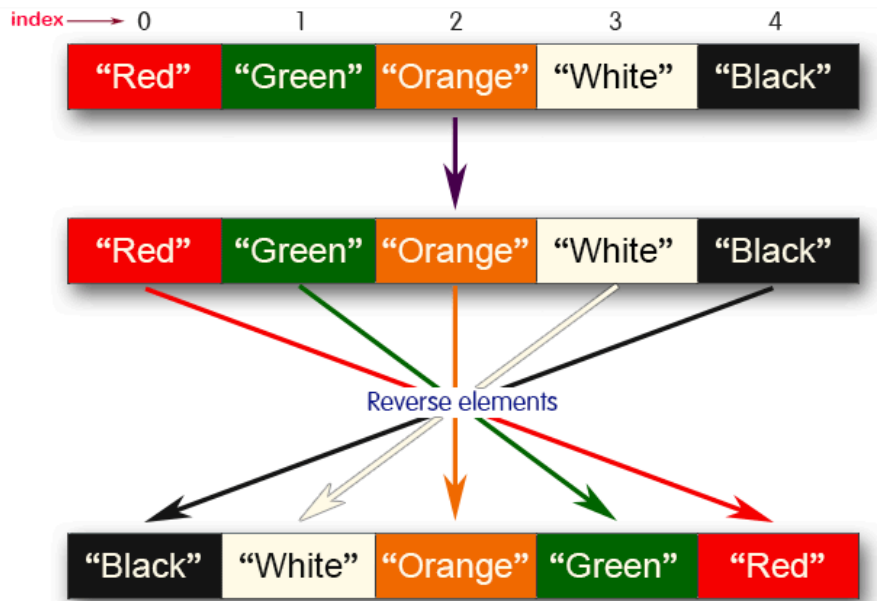 index 0 1 2 3 4
“Red” “Green” “Orange” “White” “Black”
“Red” “Green” “Orange” “White” “Black”
Reverse elements
“Black” “White” “Orange” “Green” “Red”